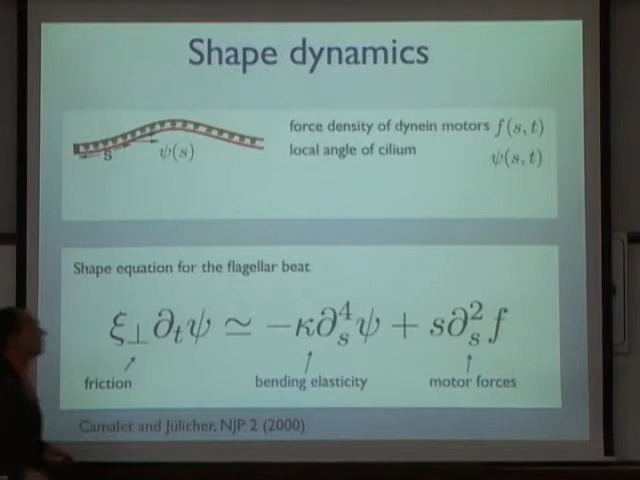 Shape dynamics
force density of dynein motors f(s, t)
local angle of cilium ψ(s, t)
s ψ(s)
Shape equation for the flagellar beat
ξ⊥∂ₜψ ≃ −κ∂ₛ⁴ψ + s∂ₛ²f
friction bending elasticity motor forces
Camalet and Jülicher, NJP 2 (2000)